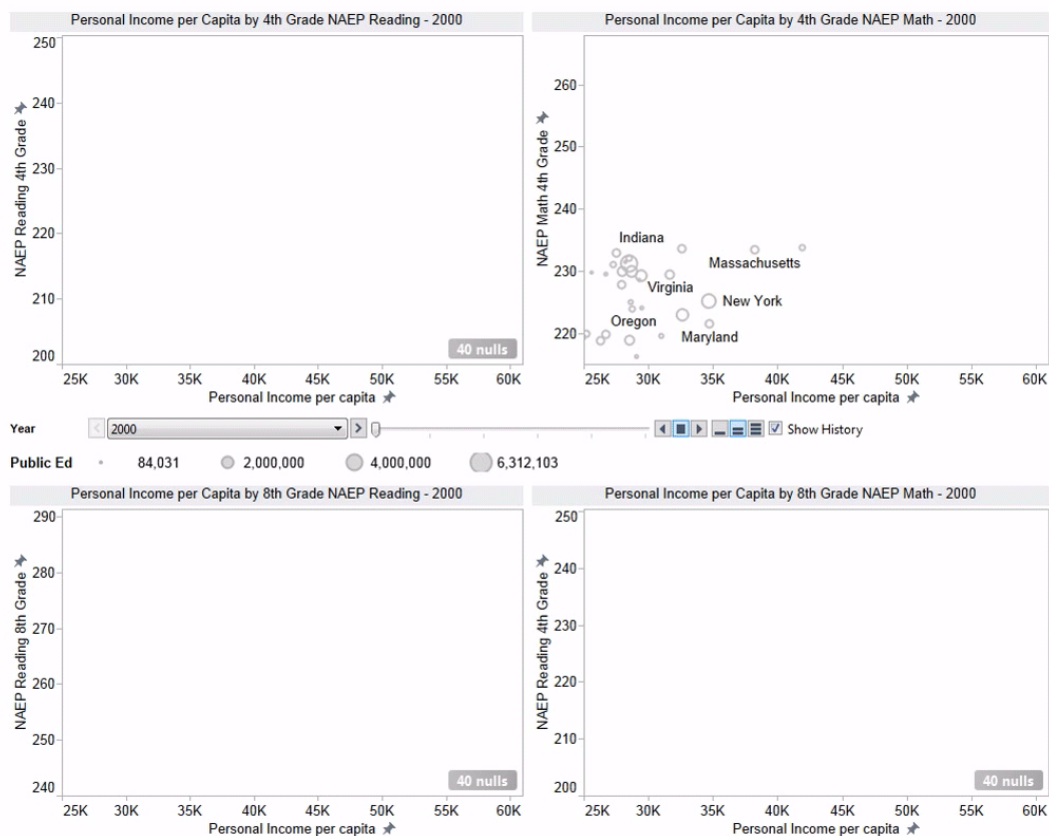 Personal Income per Capita by 4th Grade NAEP Reading - 2000
NAEP Reading 4th Grade
250
240
230
220
210
200
40 nulls
25K 30K 35K 40K 45K 50K 55K 60K
Personal Income per capita
Personal Income per Capita by 4th Grade NAEP Math - 2000
NAEP Math 4th Grade
260
250
240
230
220
Indiana
Massachusetts
Virginia
New York
Oregon
Maryland
25K 30K 35K 40K 45K 50K 55K 60K
Personal Income per capita
Year 2000 Show History
Public Ed 84,031 2,000,000 4,000,000 6,312,103
Personal Income per Capita by 8th Grade NAEP Reading - 2000
NAEP Reading 8th Grade
290
280
270
260
250
240
40 nulls
25K 30K 35K 40K 45K 50K 55K 60K
Personal Income per capita
Personal Income per Capita by 8th Grade NAEP Math - 2000
NAEP Reading 4th Grade
250
240
230
220
210
200
40 nulls
25K 30K 35K 40K 45K 50K 55K 60K
Personal Income per capita